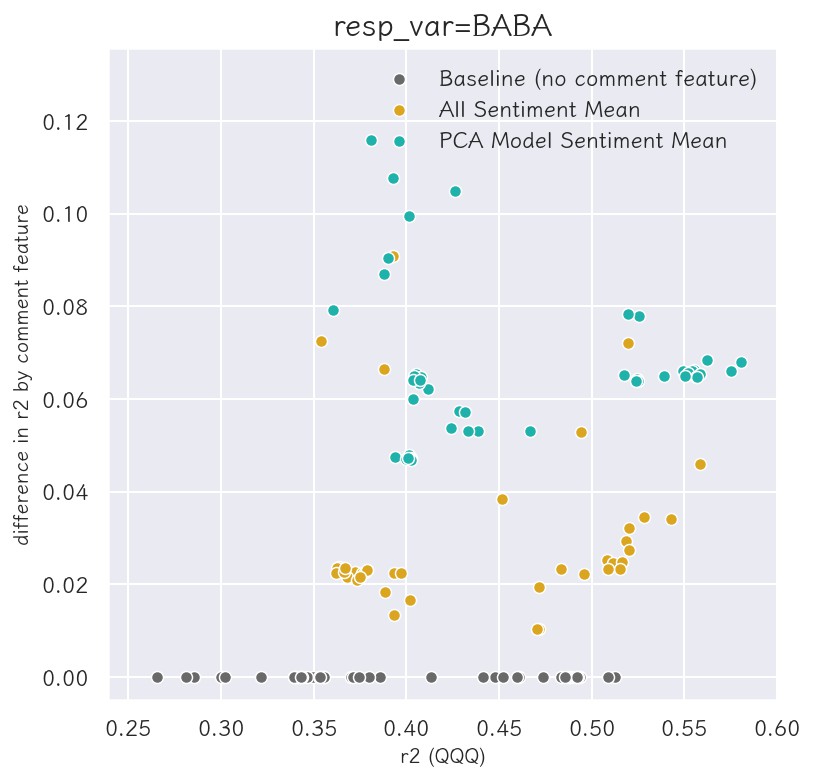 resp_var=BABA
Baseline (no comment feature)
All Sentiment Mean
PCA Model Sentiment Mean
difference in r2 by comment feature
0.12
0.10
0.08
0.06
0.04
0.02
0.00
0.25 0.30 0.35 0.40 0.45 0.50 0.55 0.60
r2 (QQQ)